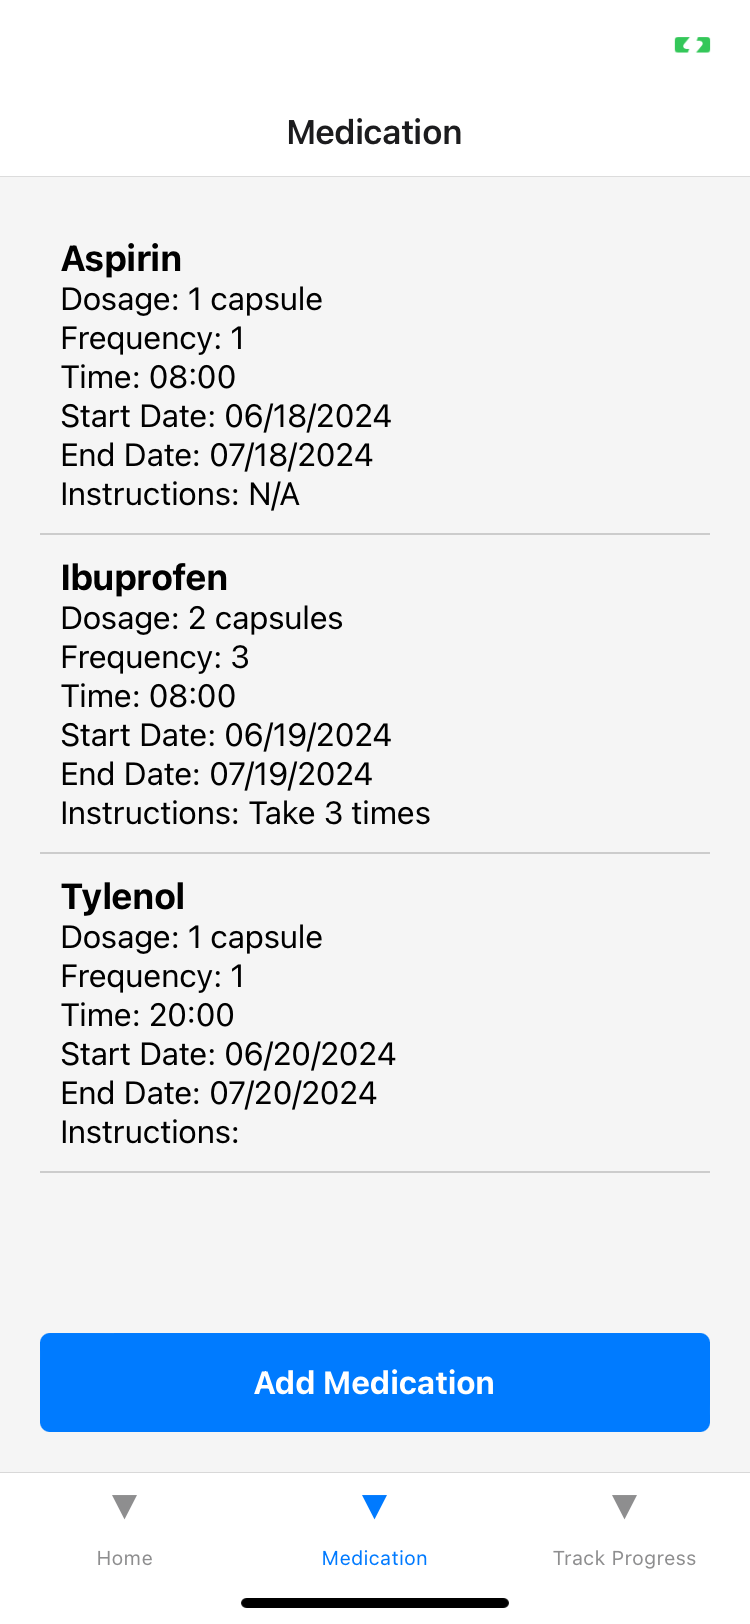 Medication
Aspirin
Dosage: 1 capsule
Frequency: 1
Time: 08:00
Start Date: 06/18/2024
End Date: 07/18/2024
Instructions: N/A
Ibuprofen
Dosage: 2 capsules
Frequency: 3
Time: 08:00
Start Date: 06/19/2024
End Date: 07/19/2024
Instructions: Take 3 times
Tylenol
Dosage: 1 capsule
Frequency: 1
Time: 20:00
Start Date: 06/20/2024
End Date: 07/20/2024
Instructions:
Add Medication
Home Medication Track Progress